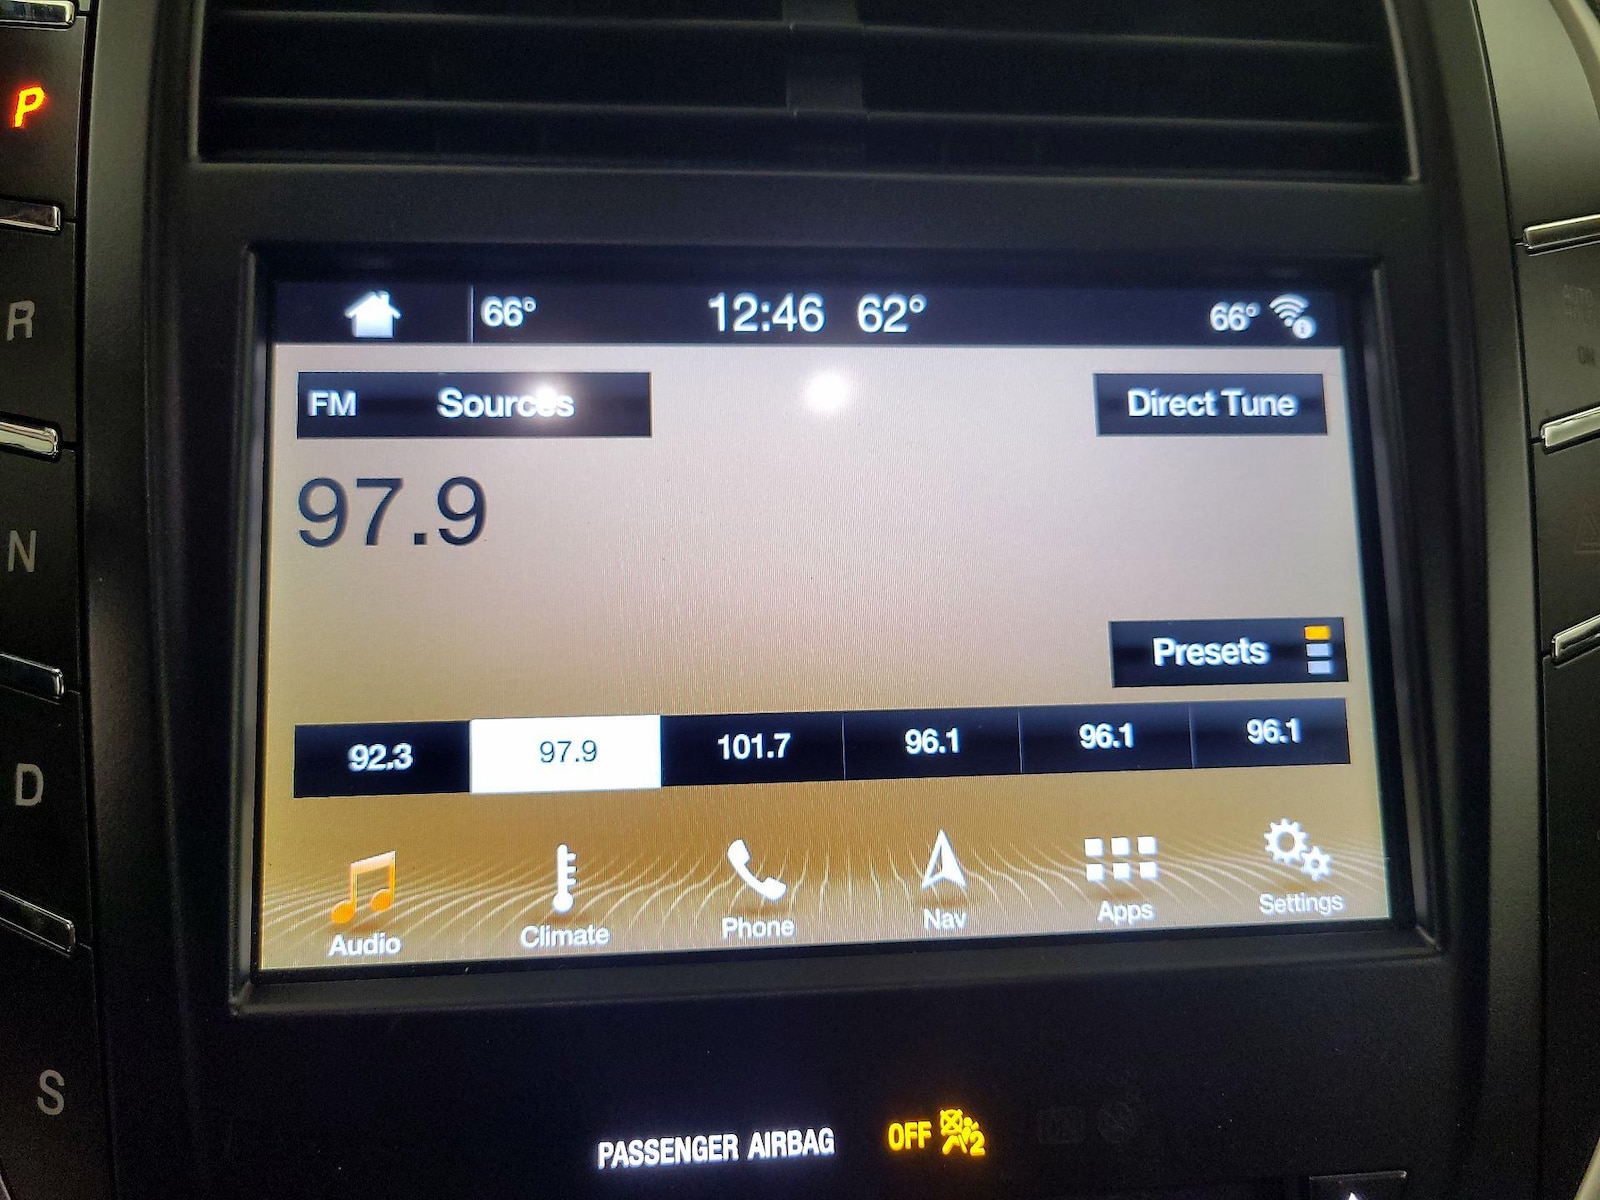 P
R
N
D
S
66° 12:46 62° 66°
FM Sources Direct Tune
97.9
Presets
92.3 97.9 101.7 96.1 96.1 96.1
Audio Climate Phone Nav Apps Settings
PASSENGER AIRBAG OFF 2